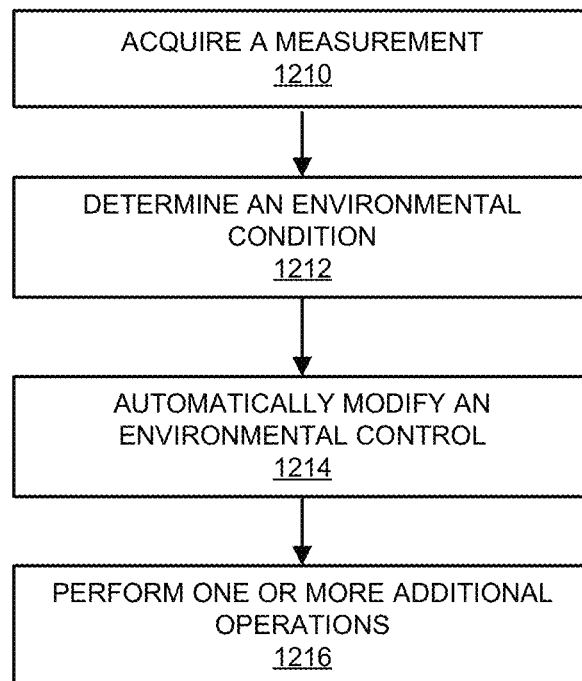 ACQUIRE A MEASUREMENT
1210
DETERMINE AN ENVIRONMENTAL
CONDITION
1212
AUTOMATICALLY MODIFY AN
ENVIRONMENTAL CONTROL
1214
PERFORM ONE OR MORE ADDITIONAL
OPERATIONS
1216